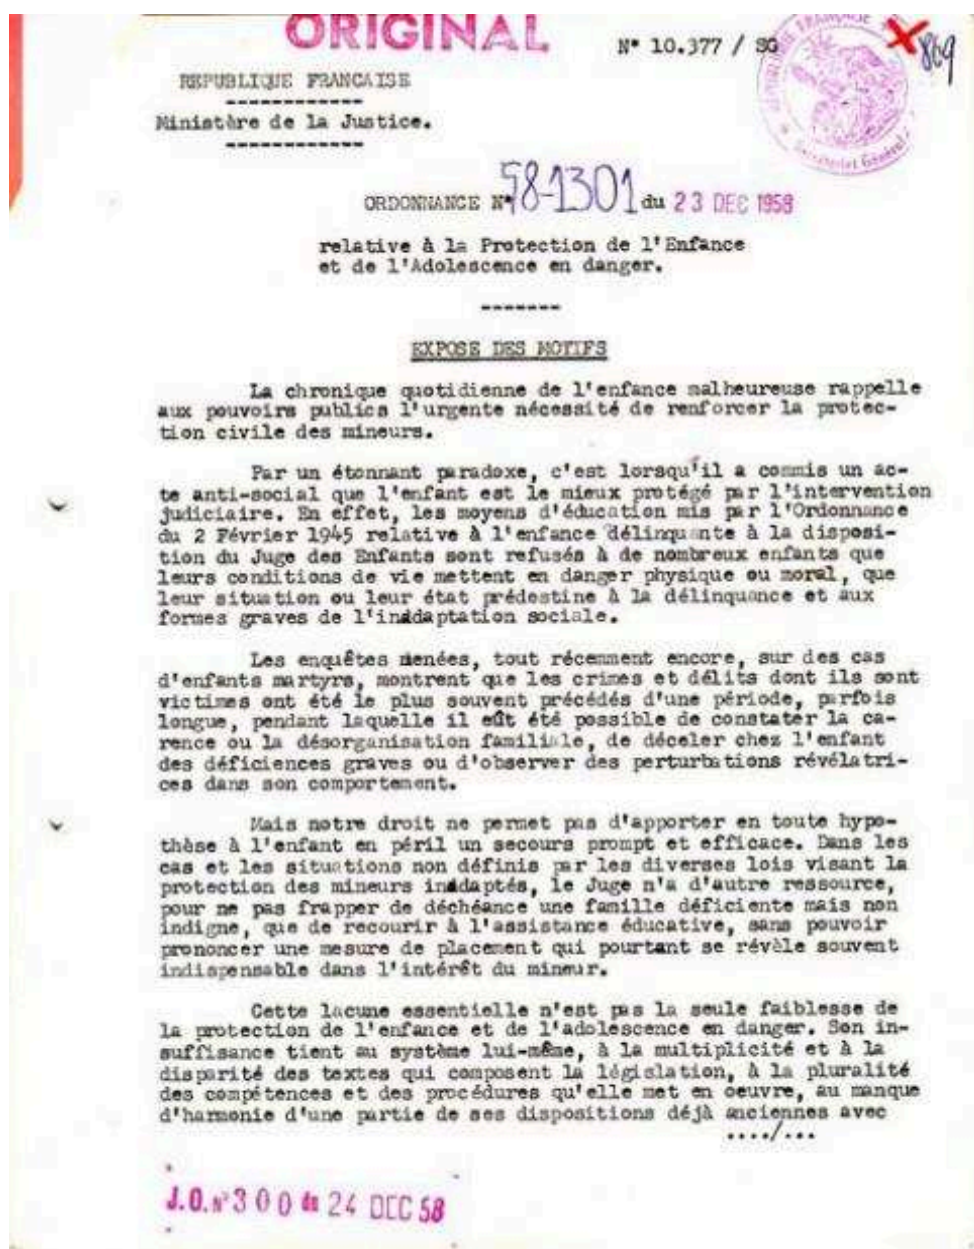 ORIGINAL
N° 10.377 / SG
869
REPUBLIQUE FRANCAISE
Ministère de la Justice.
ORDONNANCE N° 58-1301 du 23 DEC 1958
relative à la Protection de l'Enfance
et de l'Adolescence en danger.
EXPOSE DES MOTIFS
La chronique quotidienne de l'enfance malheureuse rappelle
aux pouvoirs publics l'urgente nécessité de renforcer la protec-
tion civile des mineurs.
Par un étonnant paradoxe, c'est lorsqu'il a commis un ac-
te anti-social que l'enfant est le mieux protégé par l'intervention
judiciaire. En effet, les moyens d'éducation mis par l'Ordonnance
du 2 Février 1945 relative à l'enfance délinquante à la disposi-
tion du Juge des Enfants sont refusés à de nombreux enfants que
leurs conditions de vie mettent en danger physique ou moral, que
leur situation ou leur état prédestine à la délinquance et aux
formes graves de l'inadaptation sociale.
Les enquêtes menées, tout récemment encore, sur des cas
d'enfants martyrs, montrent que les crimes et délits dont ils sont
victimes ont été le plus souvent précédés d'une période, parfois
longue, pendant laquelle il eût été possible de constater la ca-
rence ou la désorganisation familiale, de déceler chez l'enfant
des déficiences graves ou d'observer des perturbations révélatri-
ces dans son comportement.
Mais notre droit ne permet pas d'apporter en toute hypo-
thèse à l'enfant en péril un secours prompt et efficace. Dans les
cas et les situations non définis par les diverses lois visant la
protection des mineurs inadaptés, le Juge n'a d'autre ressource,
pour ne pas frapper de déchéance une famille déficiente mais non
indigne, que de recourir à l'assistance éducative, sans pouvoir
prononcer une mesure de placement qui pourtant se révèle souvent
indispensable dans l'intérêt du mineur.
Cette lacune essentielle n'est pas la seule faiblesse de
la protection de l'enfance et de l'adolescence en danger. Son in-
suffisance tient au système lui-même, à la multiplicité et à la
disparité des textes qui composent la législation, à la pluralité
des compétences et des procédures qu'elle met en oeuvre, au manque
d'harmonie d'une partie de ses dispositions déjà anciennes avec
..../...
J.O. N° 300 du 24 DEC 58